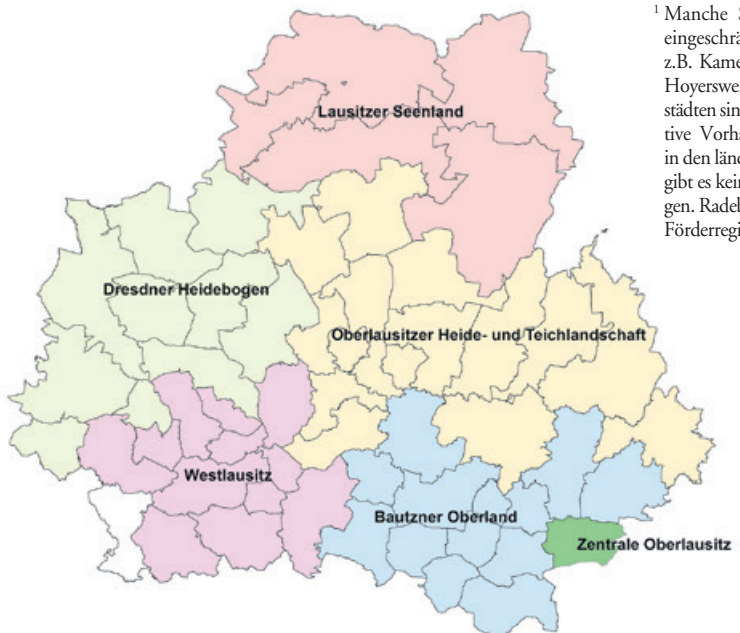 ¹ Manche
eingeschrä
z.B. Kame
Hoyerswe
städten sin
tive Vorha
in den länd
gibt es kein
gen. Radeb
Förderregi
Lausitzer Seenland
Dresdner Heidebogen
Oberlausitzer Heide- und Teichlandschaft
Westlausitz
Bautzner Oberland
Zentrale Oberlausitz